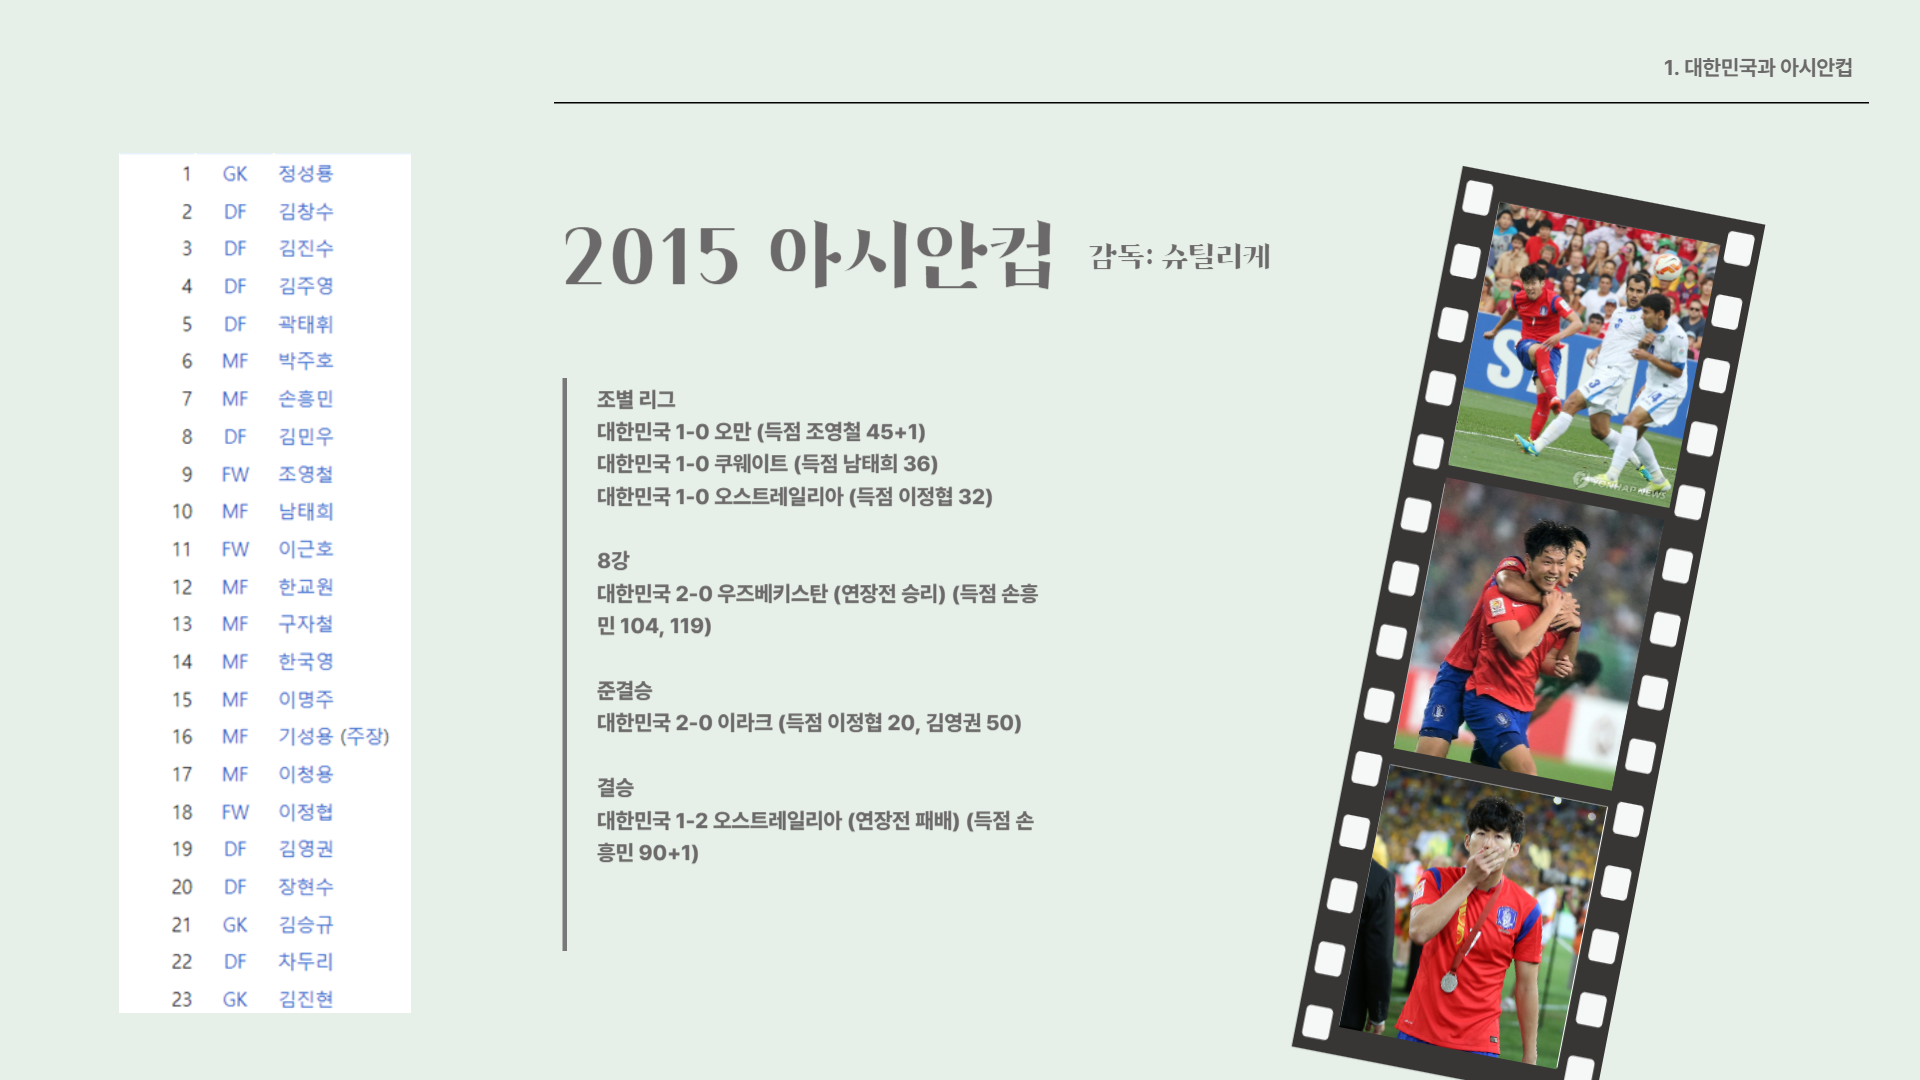 1. 대한민국과 아시안컵
1 GK 정성룡
2 DF 김창수
3 DF 김진수
4 DF 김주영
5 DF 곽태휘
6 MF 박주호
7 MF 손흥민
8 DF 김민우
9 FW 조영철
10 MF 남태희
11 FW 이근호
12 MF 한교원
13 MF 구자철
14 MF 한국영
15 MF 이명주
16 MF 기성용 (주장)
17 MF 이청용
18 FW 이정협
19 DF 김영권
20 DF 장현수
21 GK 김승규
22 DF 차두리
23 GK 김진현
2015 아시안컵 감독: 슈틸리케
조별 리그
대한민국 1-0 오만 (득점 조영철 45+1)
대한민국 1-0 쿠웨이트 (득점 남태희 36)
대한민국 1-0 오스트레일리아 (득점 이정협 32)
8강
대한민국 2-0 우즈베키스탄 (연장전 승리) (득점 손흥
민 104, 119)
준결승
대한민국 2-0 이라크 (득점 이정협 20, 김영권 50)
결승
대한민국 1-2 오스트레일리아 (연장전 패배) (득점 손
흥민 90+1)
3
14
YONHAPNEWS